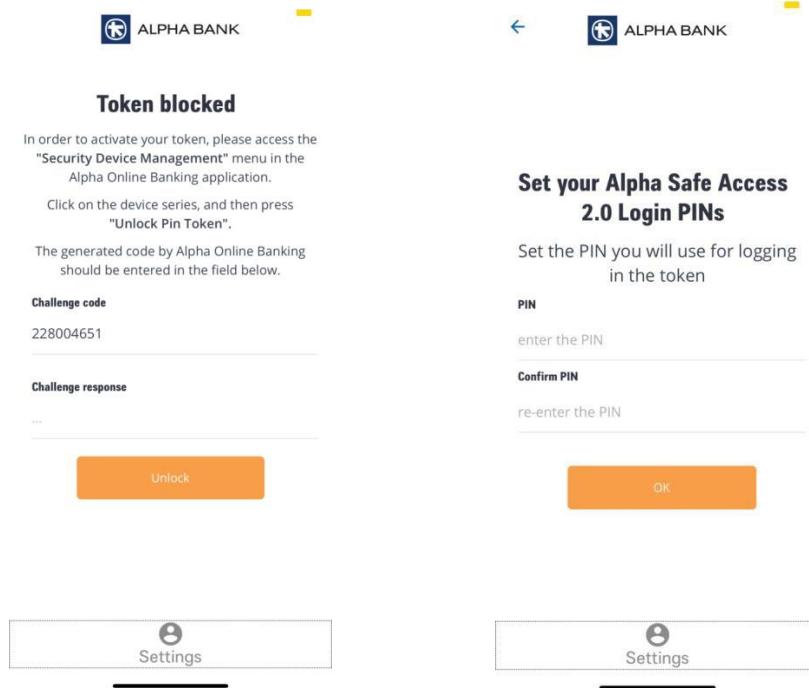 ALPHA BANK
Token blocked
In order to activate your token, please access the
"Security Device Management" menu in the
Alpha Online Banking application.
Click on the device series, and then press
"Unlock Pin Token".
The generated code by Alpha Online Banking
should be entered in the field below.
Challenge code
228004651
Challenge response
...
Unlock
Settings
ALPHA BANK
Set your Alpha Safe Access
2.0 Login PINs
Set the PIN you will use for logging
in the token
PIN
enter the PIN
Confirm PIN
re-enter the PIN
OK
Settings